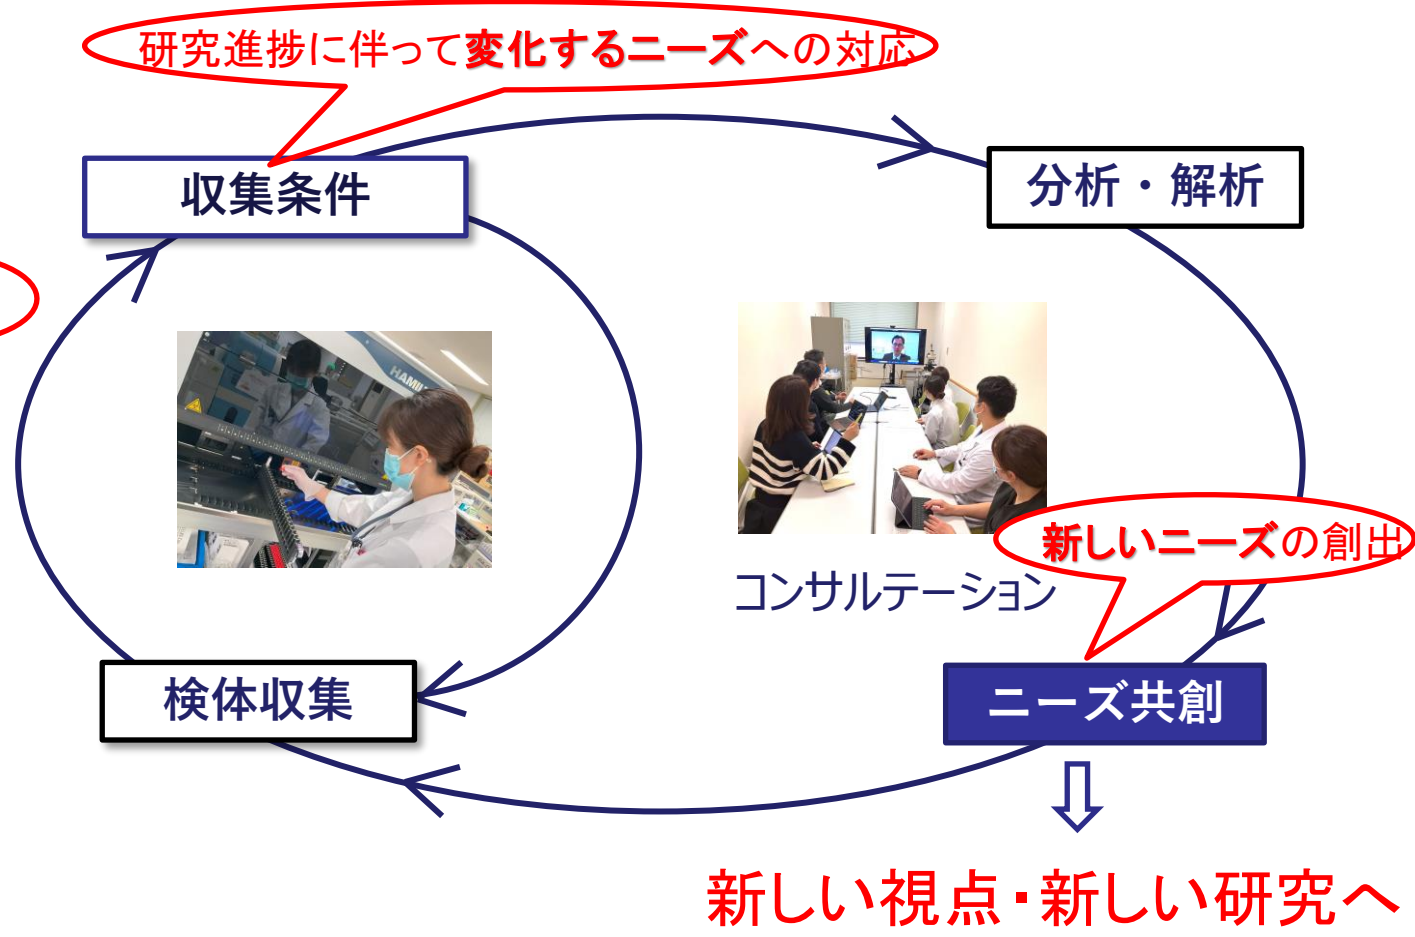 研究進捗に伴って変化するニーズへの対応
収集条件
分析・解析
HAMIL
新しいニーズの創出
コンサルテーション
検体収集
ニーズ共創
新しい視点・新しい研究へ